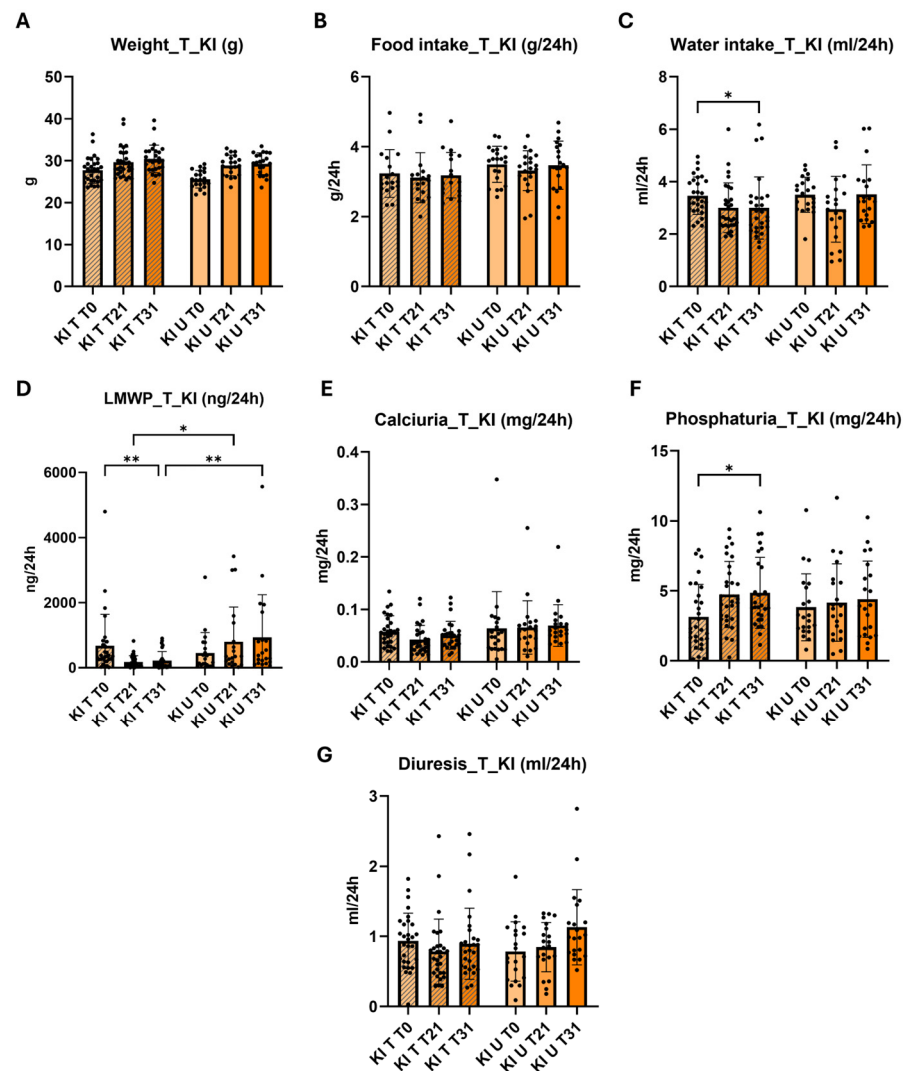 A
Weight_T_KI (g)
50
40
30
20
10
0
g
KI T T0
KI T T21
KI T T31
KI U T0
KI U T21
KI U T31
B
Food intake_T_KI (g/24h)
6
4
2
0
g/24h
KI T T0
KI T T21
KI T T31
KI U T0
KI U T21
KI U T31
C
Water intake_T_KI (ml/24h)
*
8
6
4
2
0
ml/24h
KI T T0
KI T T21
KI T T31
KI U T0
KI U T21
KI U T31
D
LMWP_T_KI (ng/24h)
*
**
**
6000
4000
2000
0
ng/24h
KI T T0
KI T T21
KI T T31
KI U T0
KI U T21
KI U T31
E
Calciuria_T_KI (mg/24h)
0.4
0.3
0.2
0.1
0.0
mg/24h
KI T T0
KI T T21
KI T T31
KI U T0
KI U T21
KI U T31
F
Phosphaturia_T_KI (mg/24h)
*
15
10
5
0
mg/24h
KI T T0
KI T T21
KI T T31
KI U T0
KI U T21
KI U T31
G
Diuresis_T_KI (ml/24h)
3
2
1
0
ml/24h
KI T T0
KI T T21
KI T T31
KI U T0
KI U T21
KI U T31